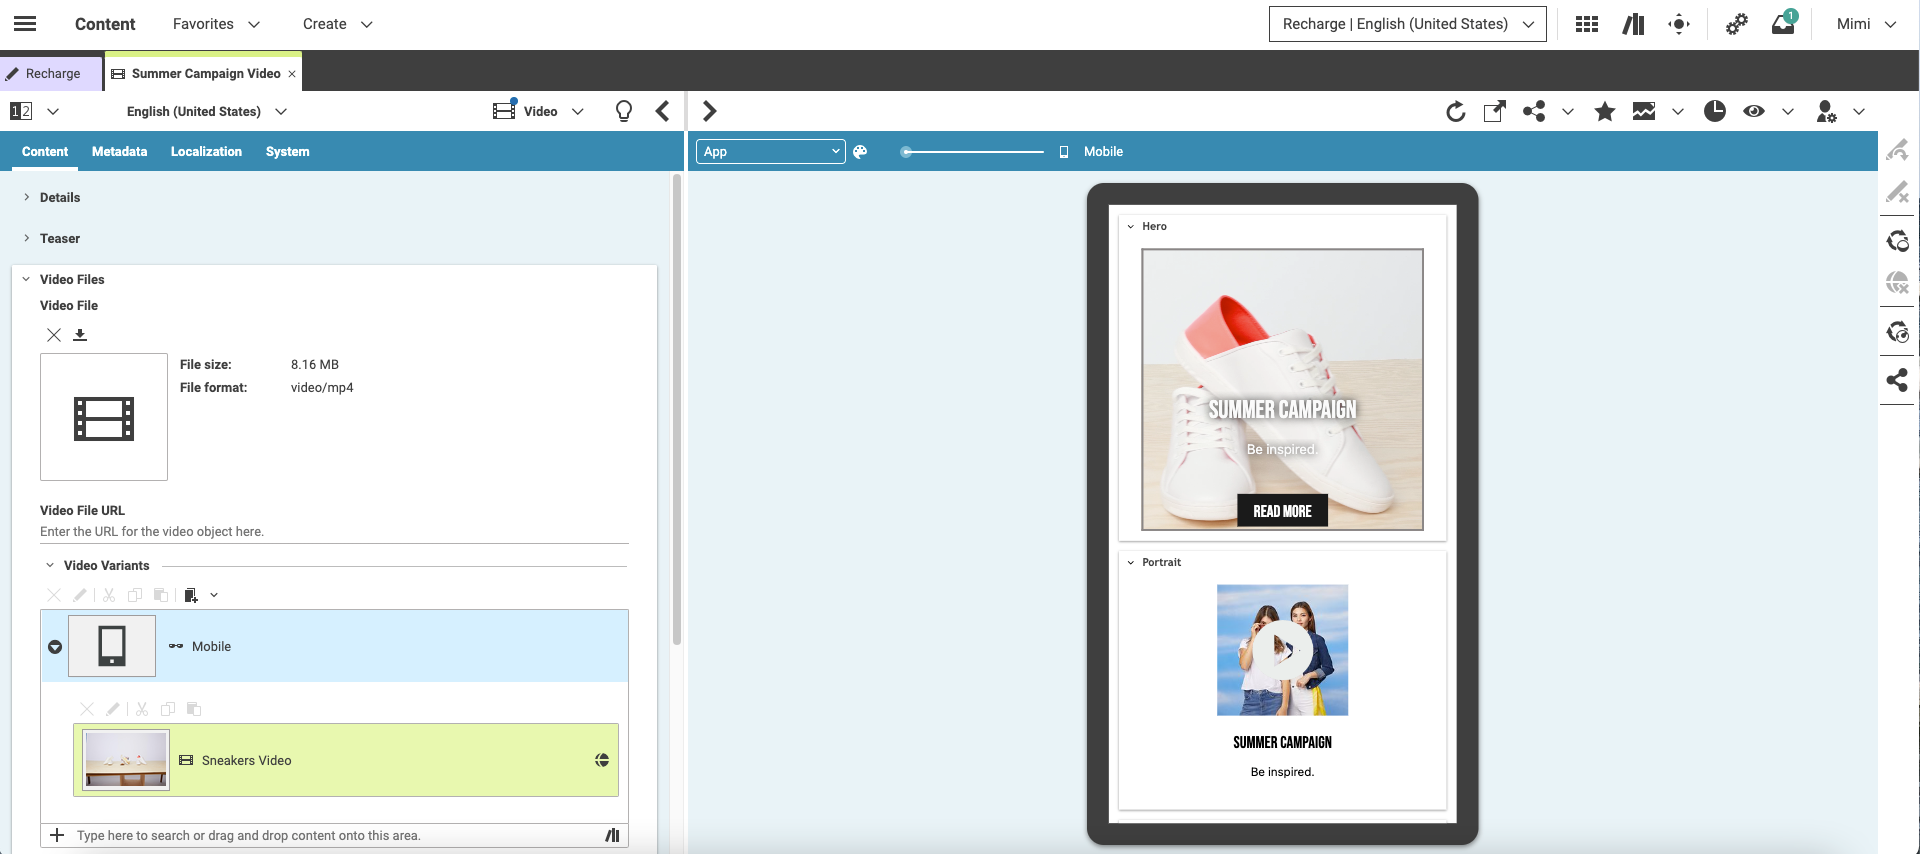 Content
Favorites
Create
Recharge | English (United States)
1
Mimi
Recharge
Summer Campaign Video
12
English (United States)
Video
Content
Metadata
Localization
System
App
Mobile
Details
Teaser
Video Files
Video File
File size: 8.16 MB
File format: video/mp4
Video File URL
Enter the URL for the video object here.
Video Variants
Mobile
Sneakers Video
Type here to search or drag and drop content onto this area.
Hero
SUMMER CAMPAIGN
Be inspired.
READ MORE
Portrait
SUMMER CAMPAIGN
Be inspired.